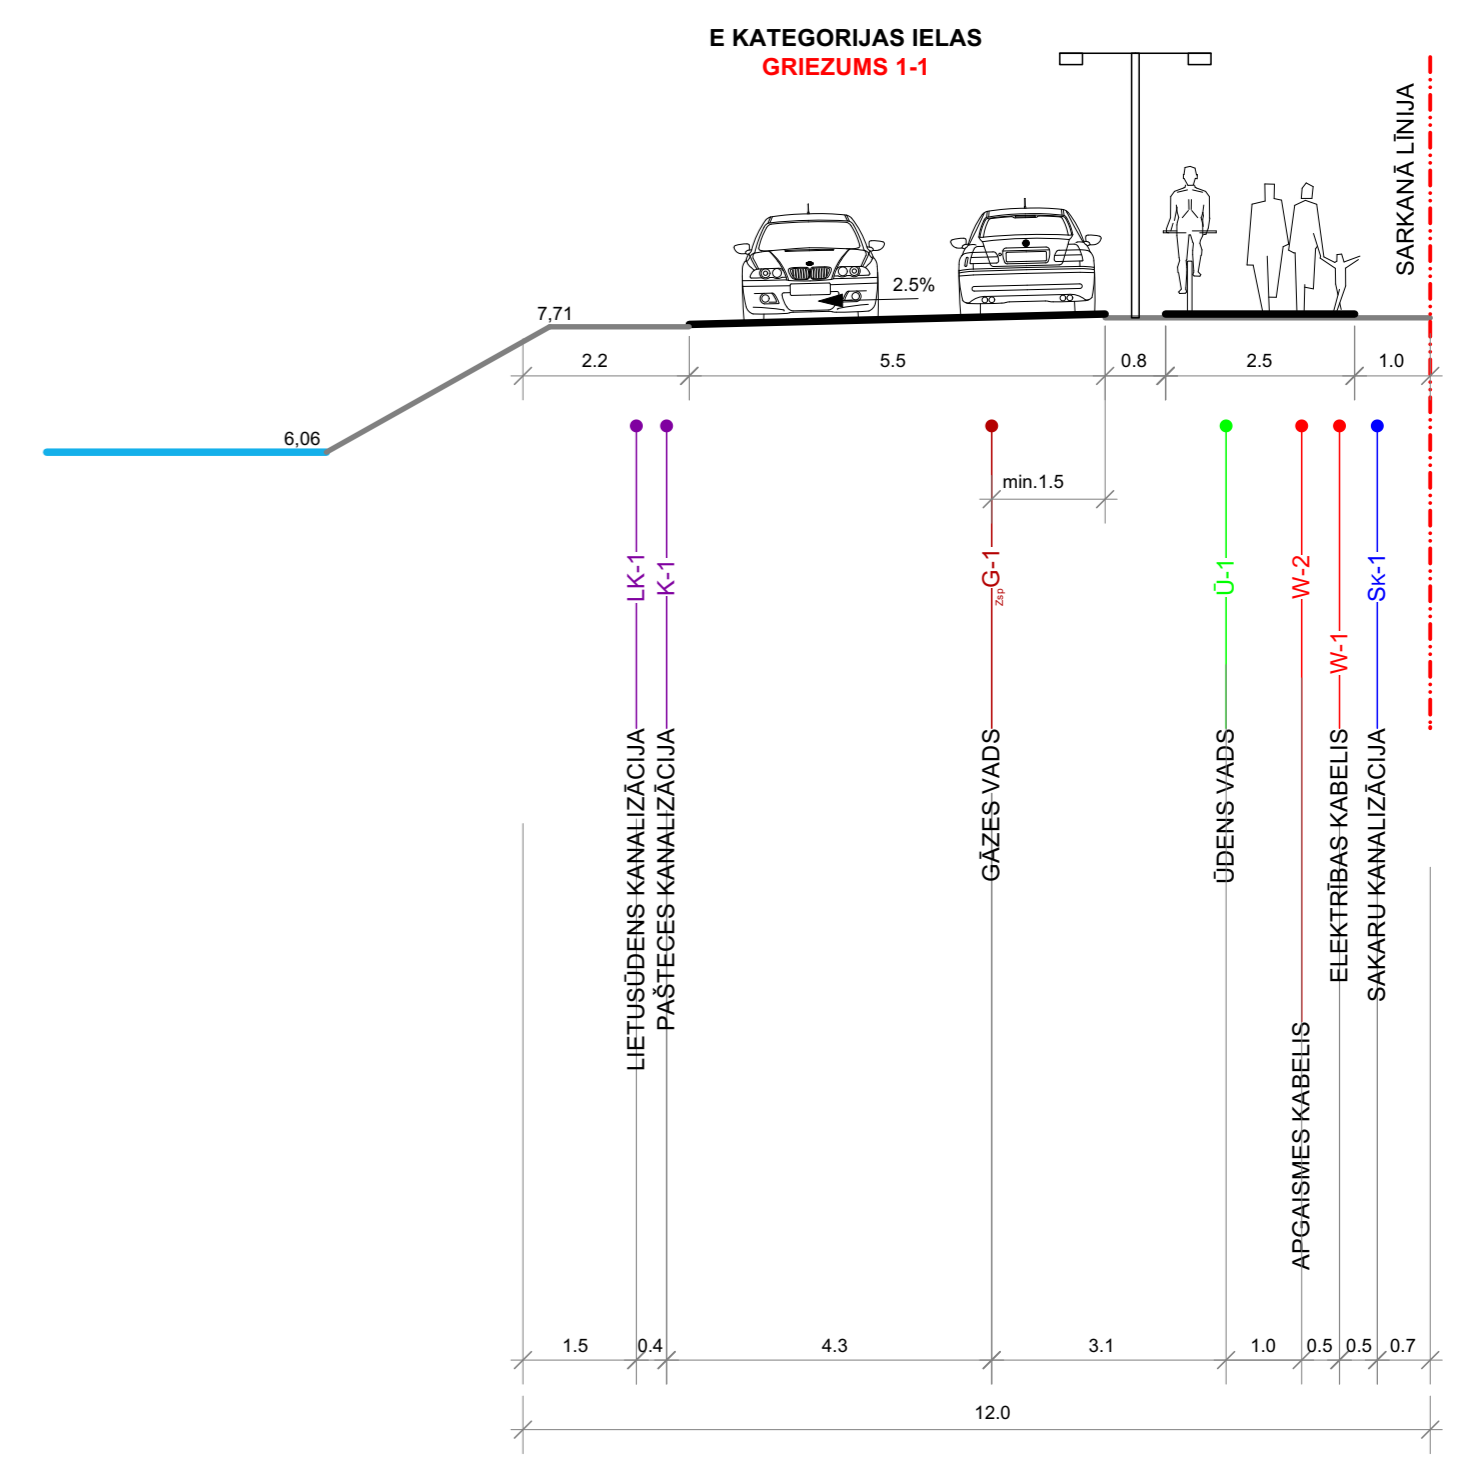 E KATEGORIJAS IELAS
GRIEZUMS 1-1
SARKANĀ LĪNIJA
2.5%
7,71
6,06
2.2
5.5
0.8
2.5
1.0
min.1.5
LK-1
K-1
ZspG-1
Ū-1
W-2
W-1
SK-1
LIETUSŪDENS KANALIZĀCIJA
PAŠTECES KANALIZĀCIJA
GĀZES VADS
ŪDENS VADS
APGAISMES KABELIS
ELEKTRĪBAS KABELIS
SAKARU KANALIZĀCIJA
1.5
0.4
4.3
3.1
1.0
0.5
0.5
0.7
12.0